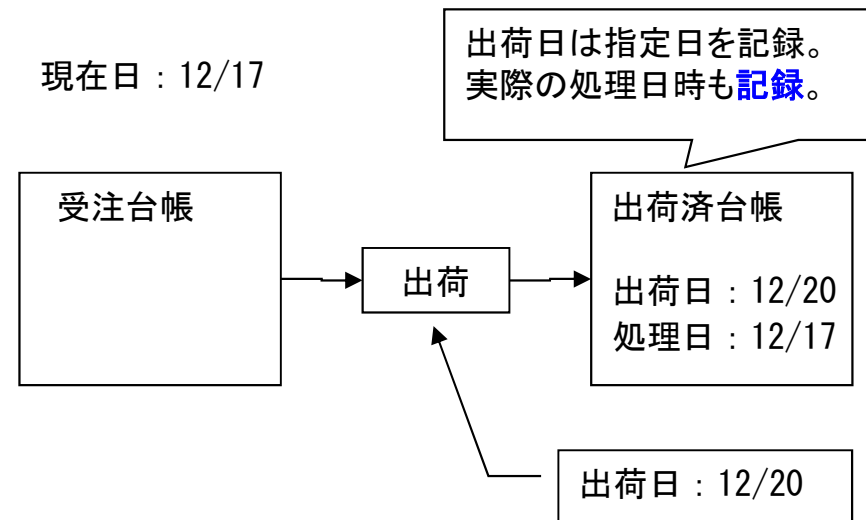 現在日：12/17
出荷日は指定日を記録。
実際の処理日時も記録。
受注台帳
出荷
出荷済台帳
出荷日：12/20
処理日：12/17
出荷日：12/20